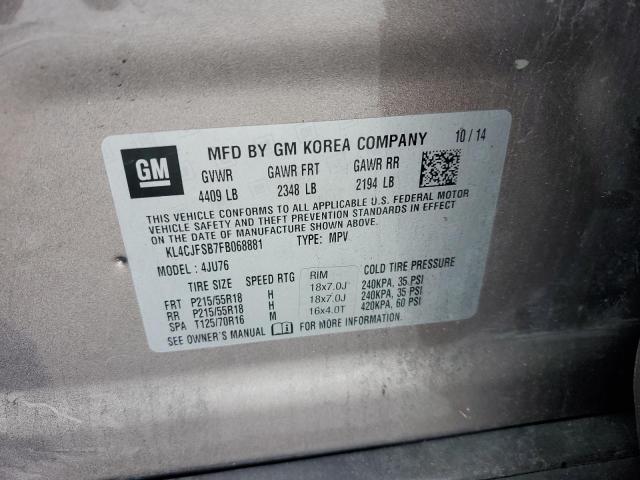 GM MFD BY GM KOREA COMPANY 10/14
GVWR GAWR FRT GAWR RR
4409 LB 2348 LB 2194 LB
THIS VEHICLE CONFORMS TO ALL APPLICABLE U.S. FEDERAL MOTOR
VEHICLE SAFETY AND THEFT PREVENTION STANDARDS IN EFFECT ON
THE DATE OF MANUFACTURE SHOWN ABOVE.
KL4CJFSB7FB068881 TYPE: MPV
MODEL: 4JU76
TIRE SIZE SPEED RTG RIM COLD TIRE PRESSURE
FRT P215/55R18 H 18x7.0J 240KPA, 35 PSI
RR P215/55R18 H 18x7.0J 240KPA, 35 PSI
SPA T125/70R16 M 16x4.0T 420KPA, 60 PSI
SEE OWNER'S MANUAL FOR MORE INFORMATION.